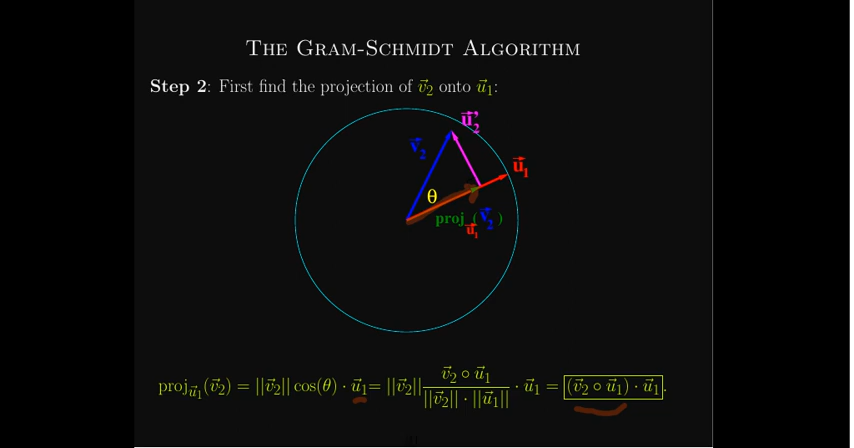 The Gram-Schmidt Algorithm
Step 2: First find the projection of v⃗₂ onto u⃗₁:
u⃗₂’
v⃗₂
u⃗₁
θ
proj_u⃗₁(v⃗₂)
proj_u⃗₁(v⃗₂) = ||v⃗₂|| cos(θ) · u⃗₁ = ||v⃗₂|| (v⃗₂ ∘ u⃗₁)/(||v⃗₂|| · ||u⃗₁||) · u⃗₁ = (v⃗₂ ∘ u⃗₁) · u⃗₁.